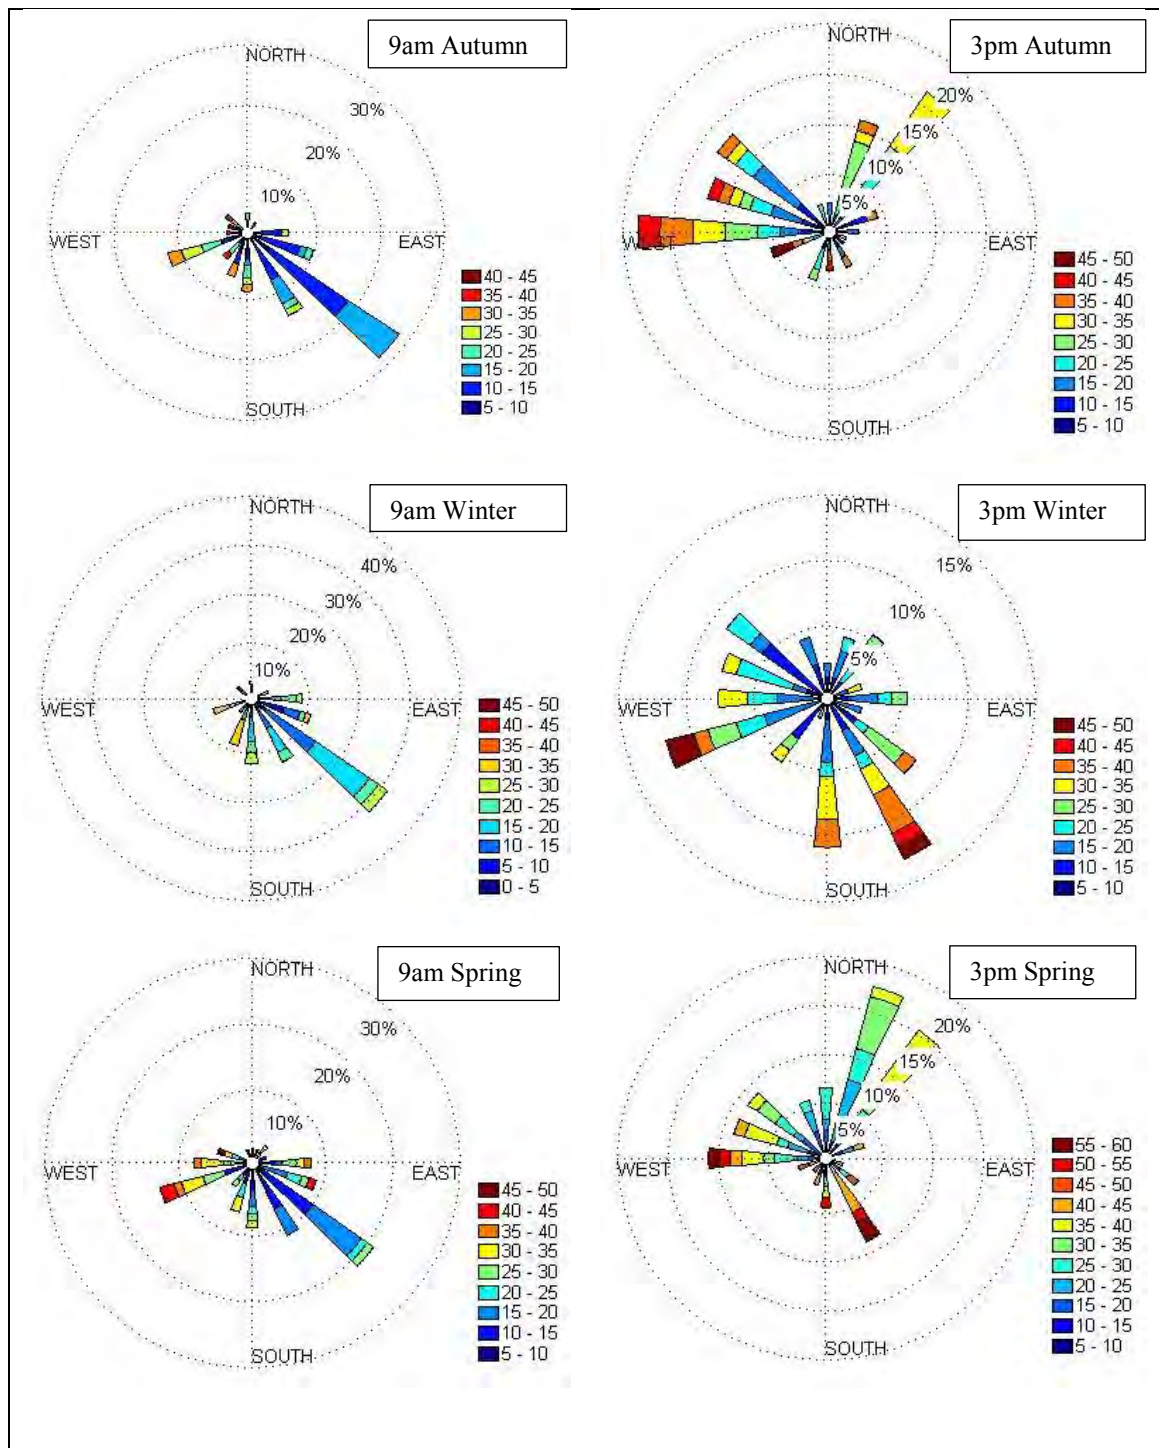 9am Autumn
NORTH
30%
20%
10%
WEST
EAST
SOUTH
40 - 45
35 - 40
30 - 35
25 - 30
20 - 25
15 - 20
10 - 15
5 - 10
3pm Autumn
NORTH
20%
15%
10%
5%
WEST
EAST
SOUTH
45 - 50
40 - 45
35 - 40
30 - 35
25 - 30
20 - 25
15 - 20
10 - 15
5 - 10
9am Winter
NORTH
40%
30%
20%
10%
WEST
EAST
SOUTH
45 - 50
40 - 45
35 - 40
30 - 35
25 - 30
20 - 25
15 - 20
10 - 15
5 - 10
0 - 5
3pm Winter
NORTH
15%
10%
5%
WEST
EAST
SOUTH
45 - 50
40 - 45
35 - 40
30 - 35
25 - 30
20 - 25
15 - 20
10 - 15
5 - 10
9am Spring
NORTH
30%
20%
10%
WEST
EAST
SOUTH
45 - 50
40 - 45
35 - 40
30 - 35
25 - 30
20 - 25
15 - 20
10 - 15
5 - 10
3pm Spring
NORTH
20%
15%
10%
5%
WEST
EAST
SOUTH
55 - 60
50 - 55
45 - 50
40 - 45
35 - 40
30 - 35
25 - 30
20 - 25
15 - 20
10 - 15
5 - 10